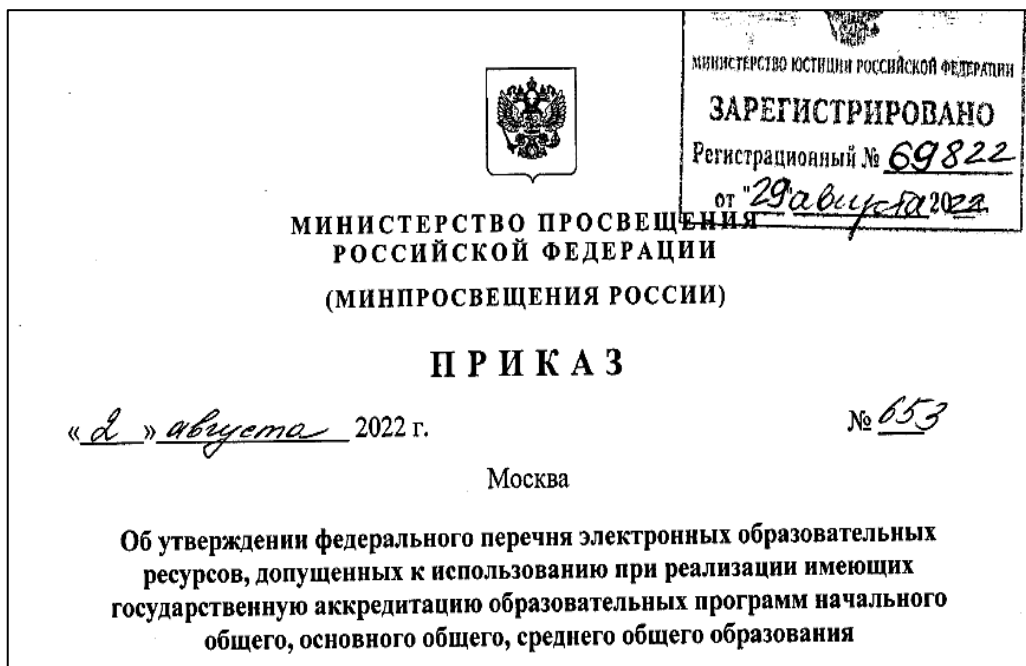 МИНИСТЕРСТВО ЮСТИЦИИ РОССИЙСКОЙ ФЕДЕРАЦИИ
ЗАРЕГИСТРИРОВАНО
Регистрационный № 69822
от "29" августа 2022
МИНИСТЕРСТВО ПРОСВЕЩЕНИЯ
РОССИЙСКОЙ ФЕДЕРАЦИИ
(МИНПРОСВЕЩЕНИЯ РОССИИ)
ПРИКАЗ
«2» августа 2022 г.
№ 653
Москва
Об утверждении федерального перечня электронных образовательных
ресурсов, допущенных к использованию при реализации имеющих
государственную аккредитацию образовательных программ начального
общего, основного общего, среднего общего образования